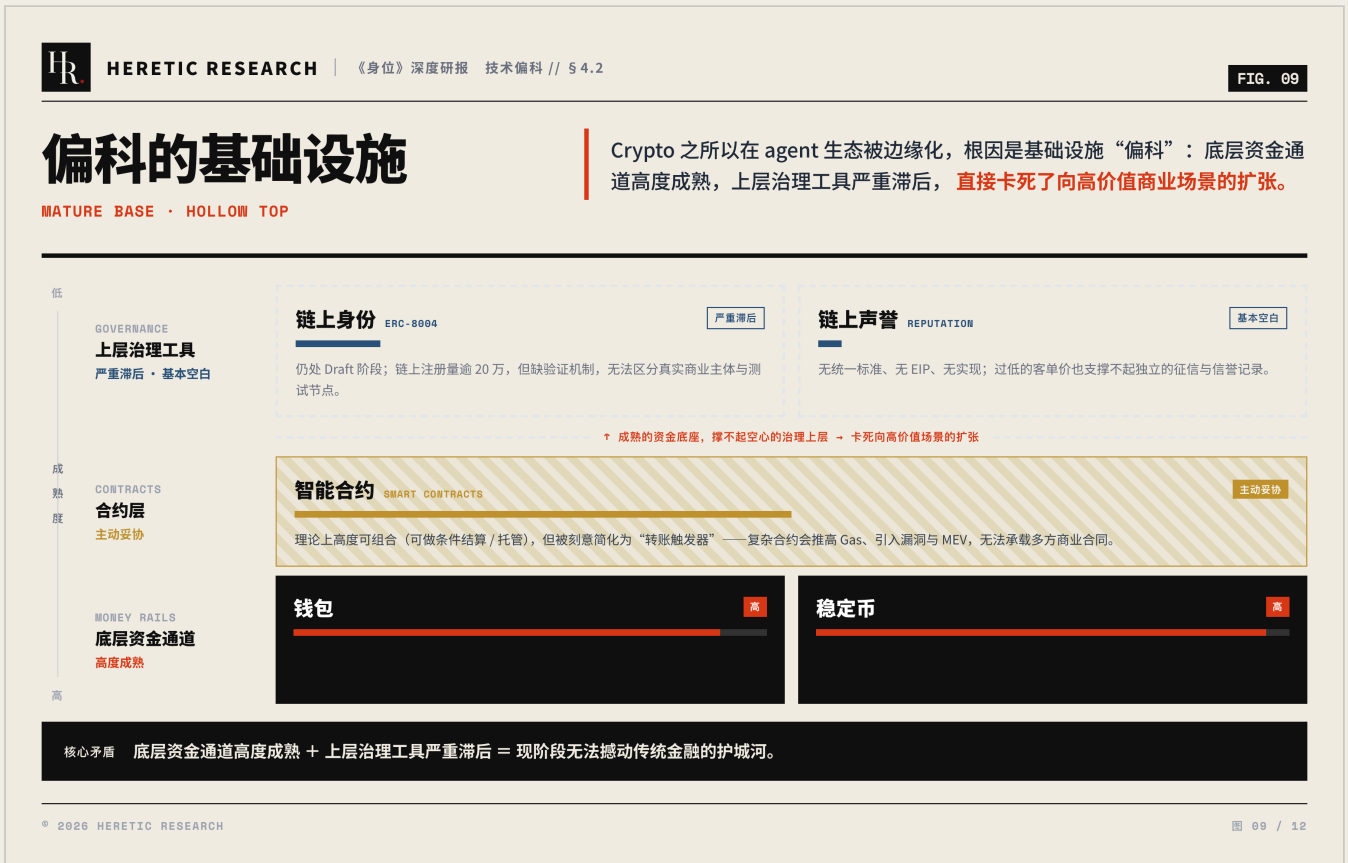 HR.
HERETIC RESEARCH
《身位》深度研报 技术偏科 // §4.2
FIG. 09
偏科的基础设施
MATURE BASE · HOLLOW TOP
Crypto 之所以在 agent 生态被边缘化，根因是基础设施“偏科”：底层资金通
道高度成熟，上层治理工具严重滞后，直接卡死了向高价值商业场景的扩张。
低
GOVERNANCE
上层治理工具
严重滞后 · 基本空白
链上身份 ERC-8004
严重滞后
仍处 Draft 阶段；链上注册量逾 20 万，但缺验证机制，无法区分真实商业主体与测
试节点。
链上声誉 REPUTATION
基本空白
无统一标准、无 EIP、无实现；过低的客单价也支撑不起独立的征信与信誉记录。
↑ 成熟的资金底座，撑不起空心的治理上层 → 卡死向高价值场景的扩张
成
熟
度
CONTRACTS
合约层
主动妥协
智能合约 SMART CONTRACTS
主动妥协
理论上高度可组合（可做条件结算 / 托管），但被刻意简化为“转账触发器”——复杂合约会推高 Gas、引入漏洞与 MEV，无法承载多方商业合同。
MONEY RAILS
底层资金通道
高度成熟
钱包
高
稳定币
高
高
核心矛盾 底层资金通道高度成熟 ＋ 上层治理工具严重滞后 ＝ 现阶段无法撼动传统金融的护城河。
© 2026 HERETIC RESEARCH
图 09 / 12